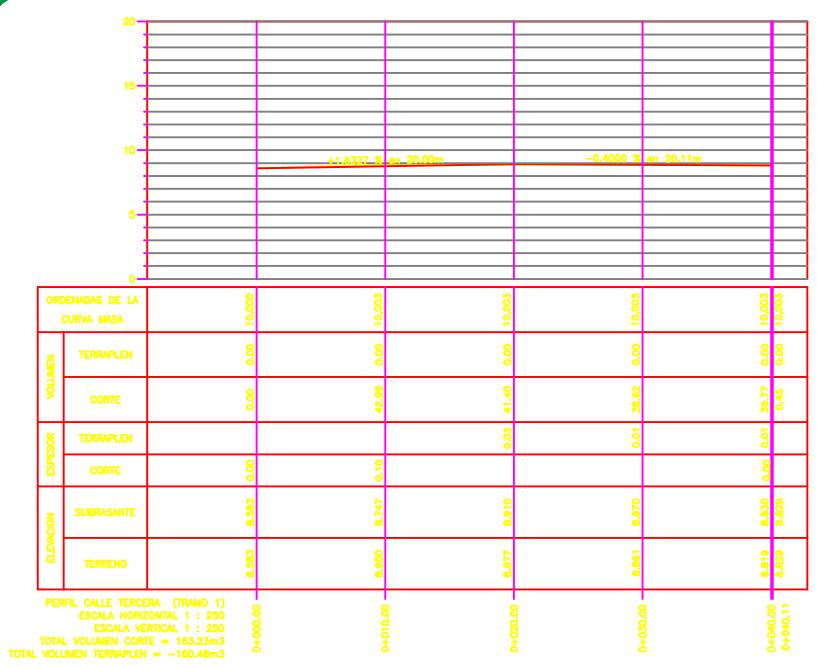 20
15
10
5
0
+1.6327 % en 20.00m
-0.4000 % en 20.11m
ORDENADAS DE LA
CURVA MASA
10,000 10,003 10,003 10,003 10,003 10,003
VOLUMEN
TERRAPLEN
0.00 0.00 0.00 0.00 0.00 0.00
CORTE
0.00 42.99 41.40 38.62 39.77 0.45
ESPESOR
TERRAPLEN
0.03 0.01 0.01
CORTE
0.00 0.10 0.00
ELEVACION
SUBRASANTE
8.583 8.747 8.910 8.870 8.830 8.829
TERRENO
8.583 8.850 8.877 8.861 8.819 8.829
0+000.00 0+010.00 0+020.00 0+030.00 0+040.00 0+040.11
PERFIL CALLE TERCERA (TRAMO 1)
ESCALA HORIZONTAL 1 : 250
ESCALA VERTICAL 1 : 250
TOTAL VOLUMEN CORTE = 163.23m3
TOTAL VOLUMEN TERRAPLEN =